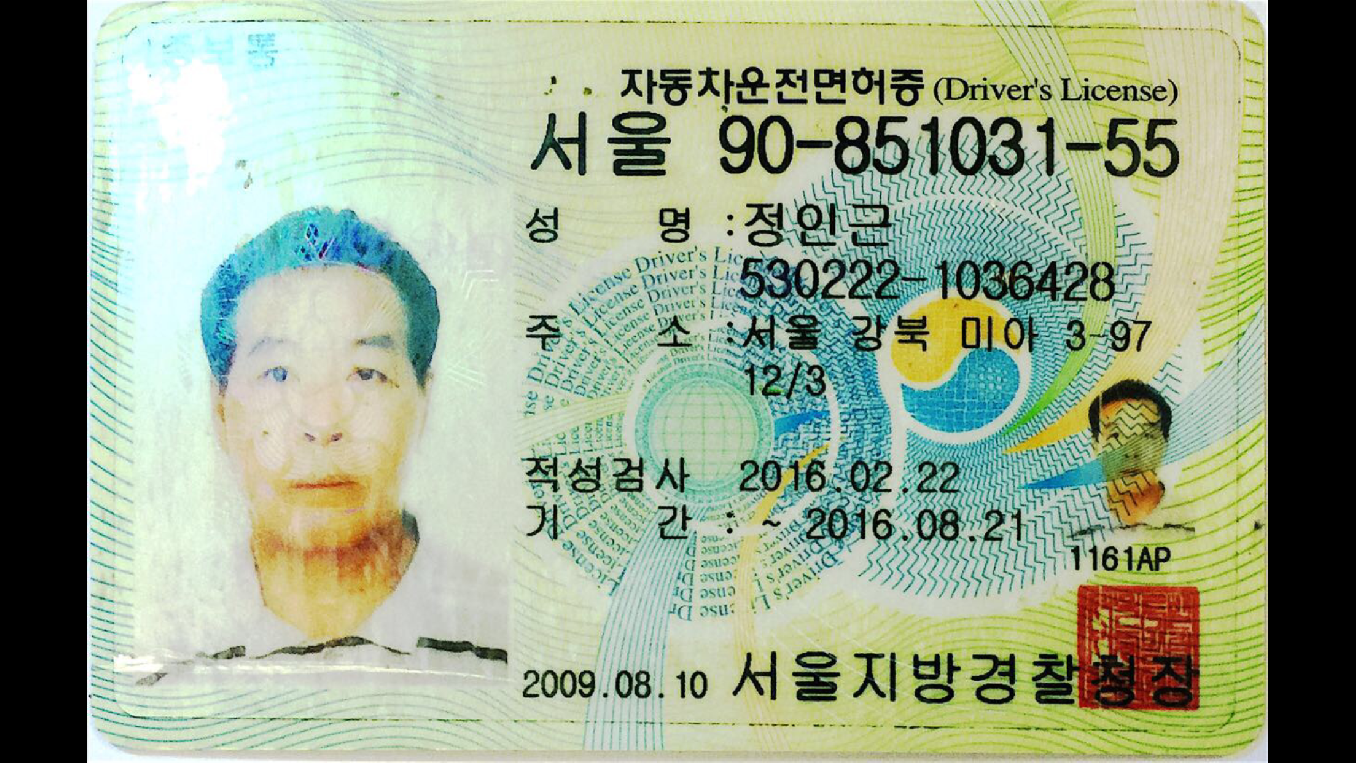 1종보통
자동차운전면허증 (Driver's License)
서울 90-851031-55
성 명 : 정인근
530222-1036428
주 소 : 서울 강북 미아 3-97
12/3
적성검사 2016.02.22
기 간 : ~ 2016.08.21
1161AP
2009.08.10 서울지방경찰청장